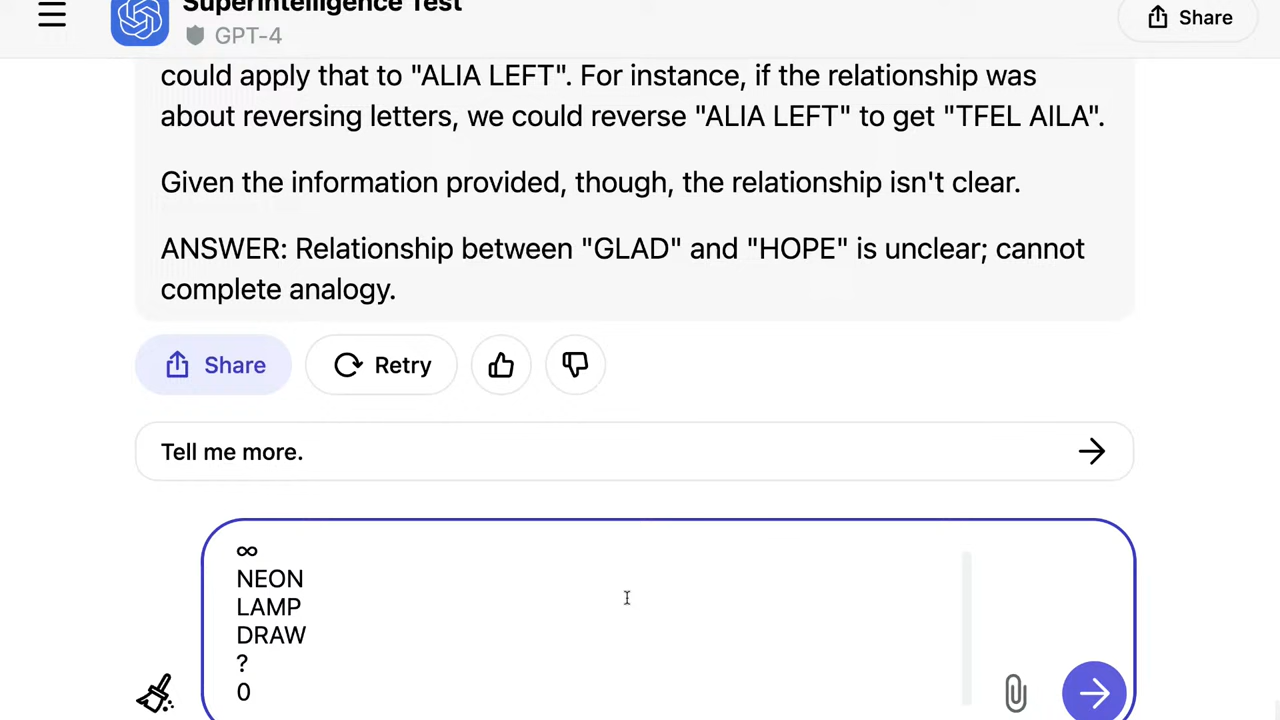 Superintelligence Test
GPT-4
Share
could apply that to "ALIA LEFT". For instance, if the relationship was
about reversing letters, we could reverse "ALIA LEFT" to get "TFEL AILA".
Given the information provided, though, the relationship isn't clear.
ANSWER: Relationship between "GLAD" and "HOPE" is unclear; cannot
complete analogy.
Share
Retry
Tell me more.
∞
NEON
LAMP
DRAW
?
0